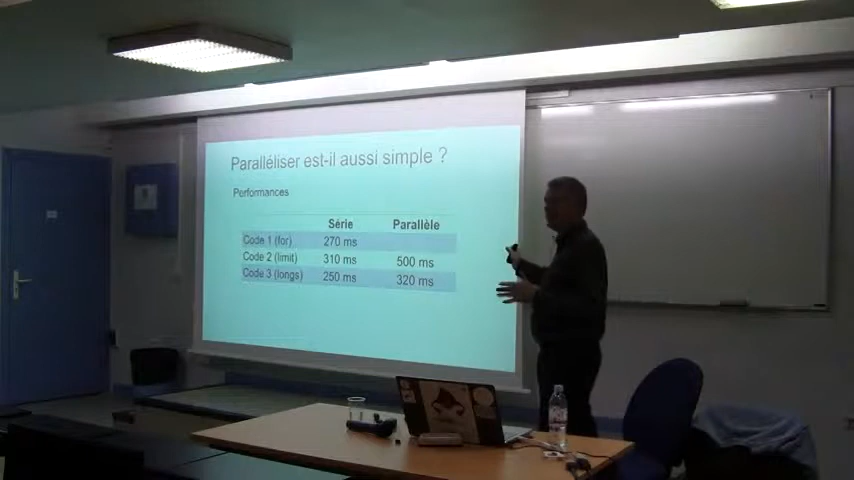 Paralléliser est-il aussi simple ?
Performances
Série Parallèle
Code 1 (for) 270 ms
Code 2 (limit) 310 ms 500 ms
Code 3 (longs) 250 ms 320 ms